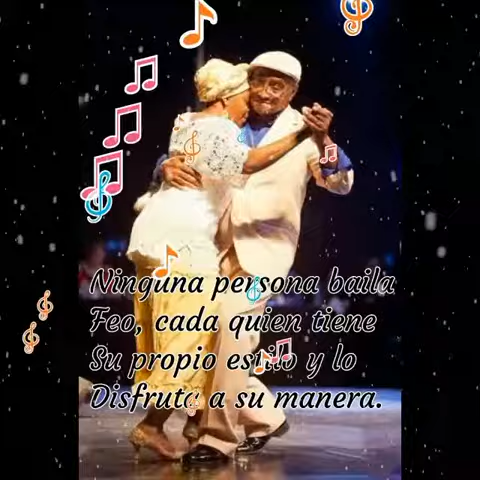 Ninguna persona baila
Feo, cada quien tiene
Su propio estilo y lo
Disfruta a su manera.